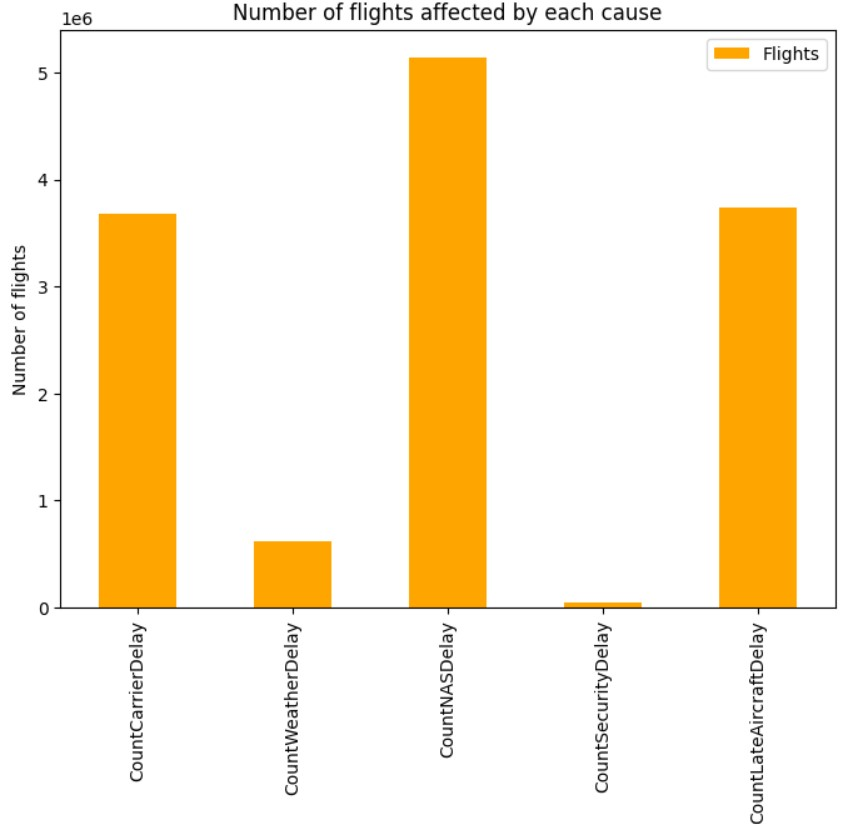 Number of flights affected by each cause
1e6
Flights
5
4
3
2
1
0
Number of flights
CountCarrierDelay
CountWeatherDelay
CountNASDelay
CountSecurityDelay
CountLateAircraftDelay